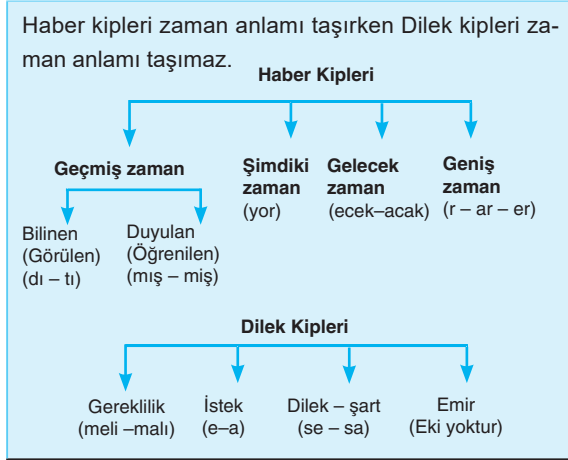 Haber kipleri zaman anlamı taşırken Dilek kipleri za-
man anlamı taşımaz.
Haber Kipleri
Geçmiş zaman
Şimdiki
zaman
(yor)
Gelecek
zaman
(ecek–acak)
Geniş
zaman
(r – ar – er)
Bilinen
(Görülen)
(dı – tı)
Duyulan
(Öğrenilen)
(mış – miş)
Dilek Kipleri
Gereklilik
(meli –malı)
İstek
(e–a)
Dilek – şart
(se – sa)
Emir
(Eki yoktur)